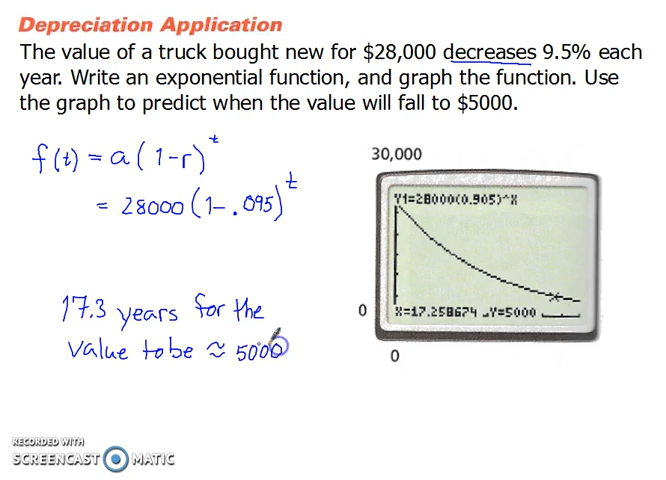 Depreciation Application
The value of a truck bought new for $28,000 decreases 9.5% each
year. Write an exponential function, and graph the function. Use
the graph to predict when the value will fall to $5000.
f(t) = a(1-r)^t
= 28000(1-.095)^t
30,000
Y1=28000(0.905)^X
X=17.258674 Y=5000
0
0
17.3 years for the
value to be ≈ 5000
RECORDED WITH
SCREENCAST O MATIC